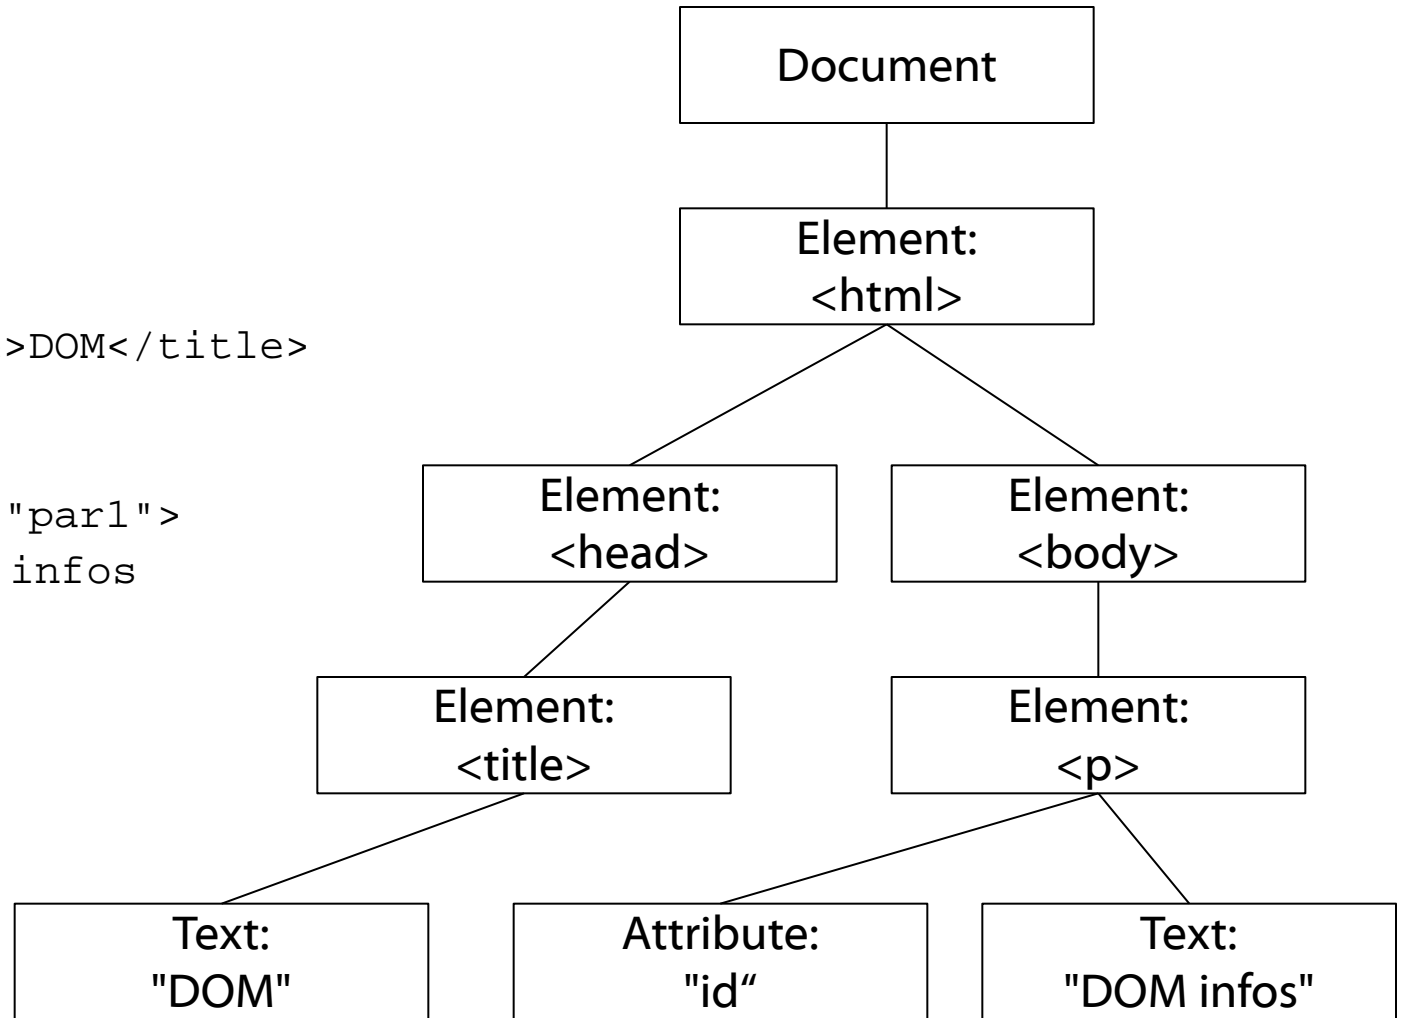 Document
Element:
<html>
>DOM</title>
"par1">
infos
Element:
<head>
Element:
<body>
Element:
<title>
Element:
<p>
Text:
"DOM"
Attribute:
"id“
Text:
"DOM infos"